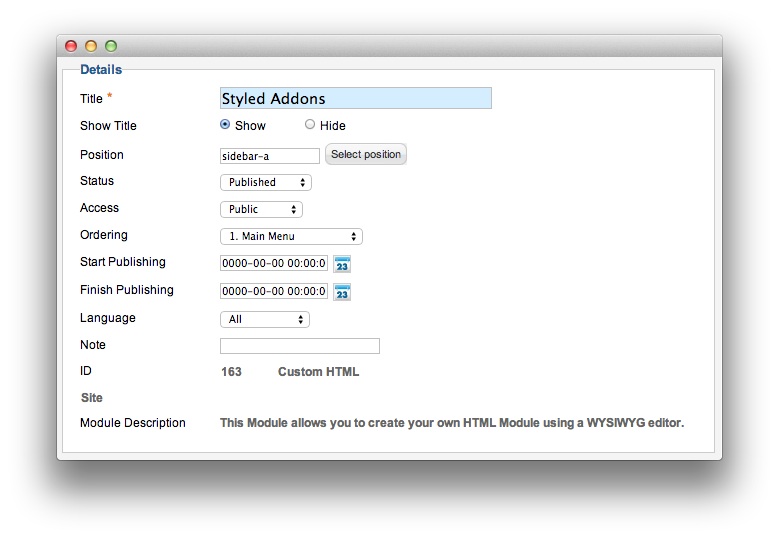 Details
Title * Styled Addons
Show Title Show Hide
Position sidebar-a Select position
Status Published
Access Public
Ordering 1. Main Menu
Start Publishing 0000-00-00 00:00:0 23
Finish Publishing 0000-00-00 00:00:0 23
Language All
Note
ID 163 Custom HTML
Site
Module Description This Module allows you to create your own HTML Module using a WYSIWYG editor.